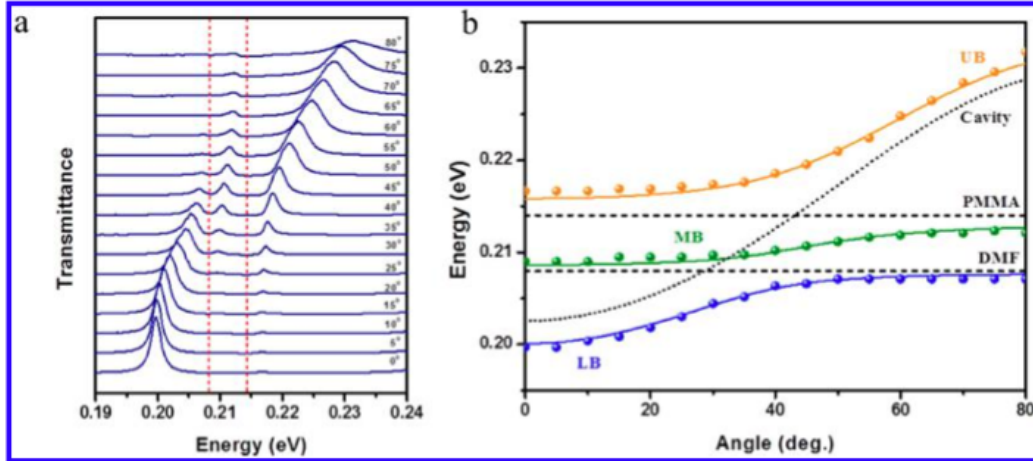 a
Transmittance
80°
75°
70°
65°
60°
55°
50°
45°
40°
35°
30°
25°
20°
15°
10°
5°
0°
0.19 0.20 0.21 0.22 0.23 0.24
Energy (eV)
b
Energy (eV)
0.23
0.22
0.21
0.20
UB
Cavity
PMMA
MB
DMF
LB
0 20 40 60 80
Angle (deg.)